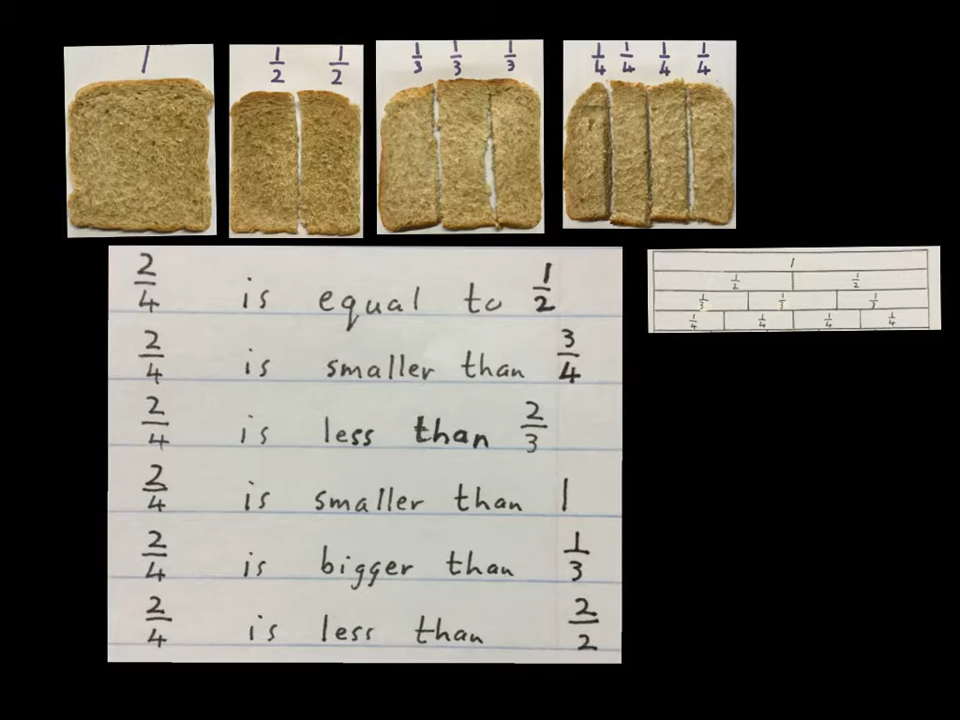 1
1/2 1/2
1/3 1/3 1/3
1/4 1/4 1/4 1/4
2/4 is equal to 1/2
2/4 is smaller than 3/4
2/4 is less than 2/3
2/4 is smaller than 1
2/4 is bigger than 1/3
2/4 is less than 2/2
1
1/2 1/2
1/3 1/3 1/3
1/4 1/4 1/4 1/4